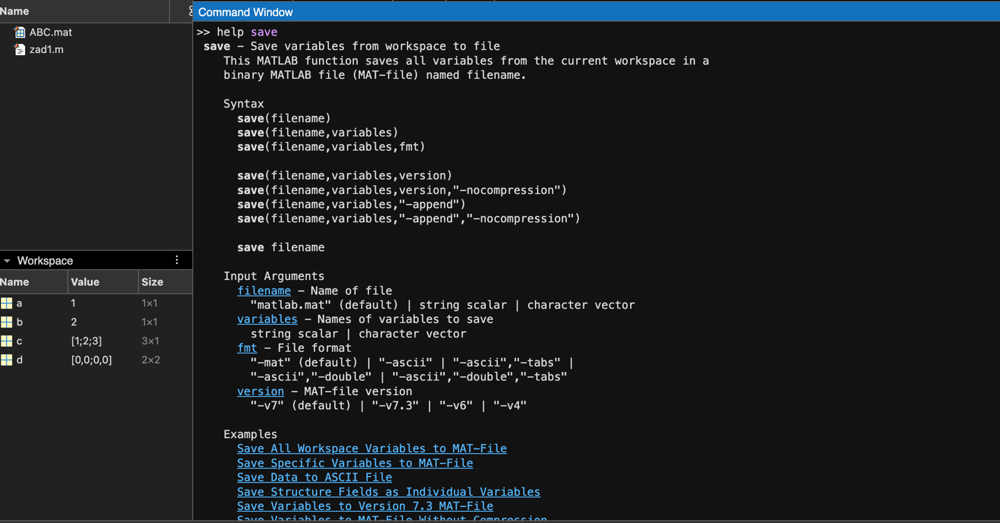 Name
ABC.mat
zad1.m
Workspace
Name Value Size
a 1 1×1
b 2 1×1
c [1;2;3] 3×1
d [0,0;0,0] 2×2
Command Window
>> help save
save – Save variables from workspace to file
This MATLAB function saves all variables from the current workspace in a
binary MATLAB file (MAT-file) named filename.
Syntax
save(filename)
save(filename,variables)
save(filename,variables,fmt)
save(filename,variables,version)
save(filename,variables,version,"-nocompression")
save(filename,variables,"-append")
save(filename,variables,"-append","-nocompression")
save filename
Input Arguments
filename – Name of file
"matlab.mat" (default) | string scalar | character vector
variables – Names of variables to save
string scalar | character vector
fmt – File format
"-mat" (default) | "-ascii" | "-ascii","-tabs" |
"-ascii","-double" | "-ascii","-double","-tabs"
version – MAT-file version
"-v7" (default) | "-v7.3" | "-v6" | "-v4"
Examples
Save All Workspace Variables to MAT-File
Save Specific Variables to MAT-File
Save Data to ASCII File
Save Structure Fields as Individual Variables
Save Variables to Version 7.3 MAT-File
Save Variables to MAT-File Without Compression